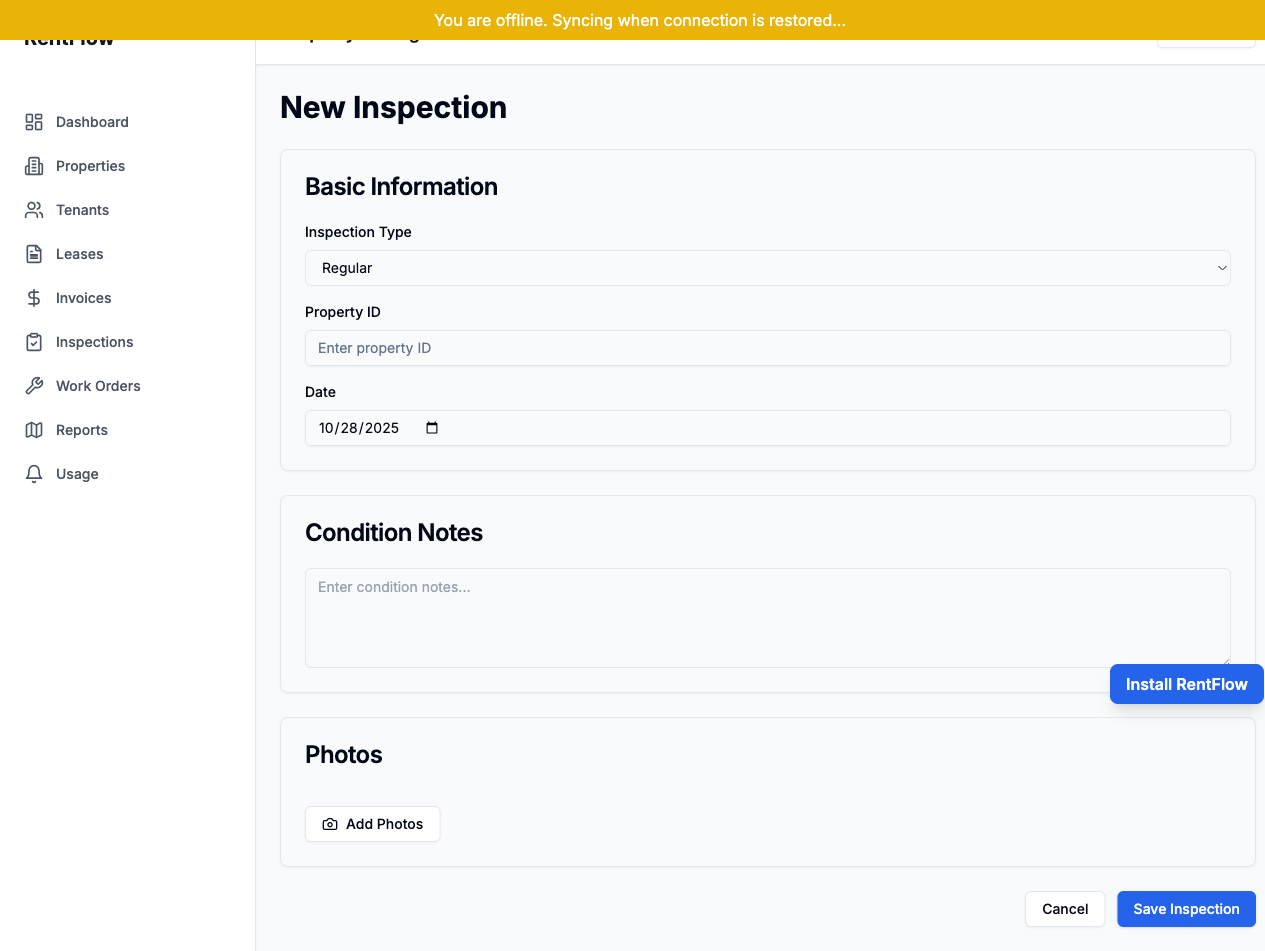 You are offline. Syncing when connection is restored...
RentFlow
Dashboard
Properties
Tenants
Leases
Invoices
Inspections
Work Orders
Reports
Usage
New Inspection
Basic Information
Inspection Type
Regular
Property ID
Enter property ID
Date
10/28/2025
Condition Notes
Enter condition notes...
Install RentFlow
Photos
Add Photos
Cancel
Save Inspection